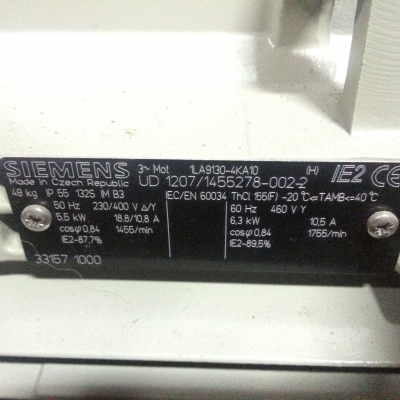 SIEMENS 3~ Mot 1LA9130-4KA10 (H) IE2 CE
Made in Czech Republic UD 1207/1455278-002-2
49 kg IP 55 132S IM B3 IEC/EN 60034 ThCl 155(F) -20°C<=TAMB<=40°C
50 Hz 230/400 V Δ/Y 60 Hz 460 V Y
5,5 kW 18,8/10,8 A 6,3 kW 10,5 A
cosφ 0,84 1455/min cosφ 0,84 1755/min
IE2-87,7% IE2-89,5%
33157 1000